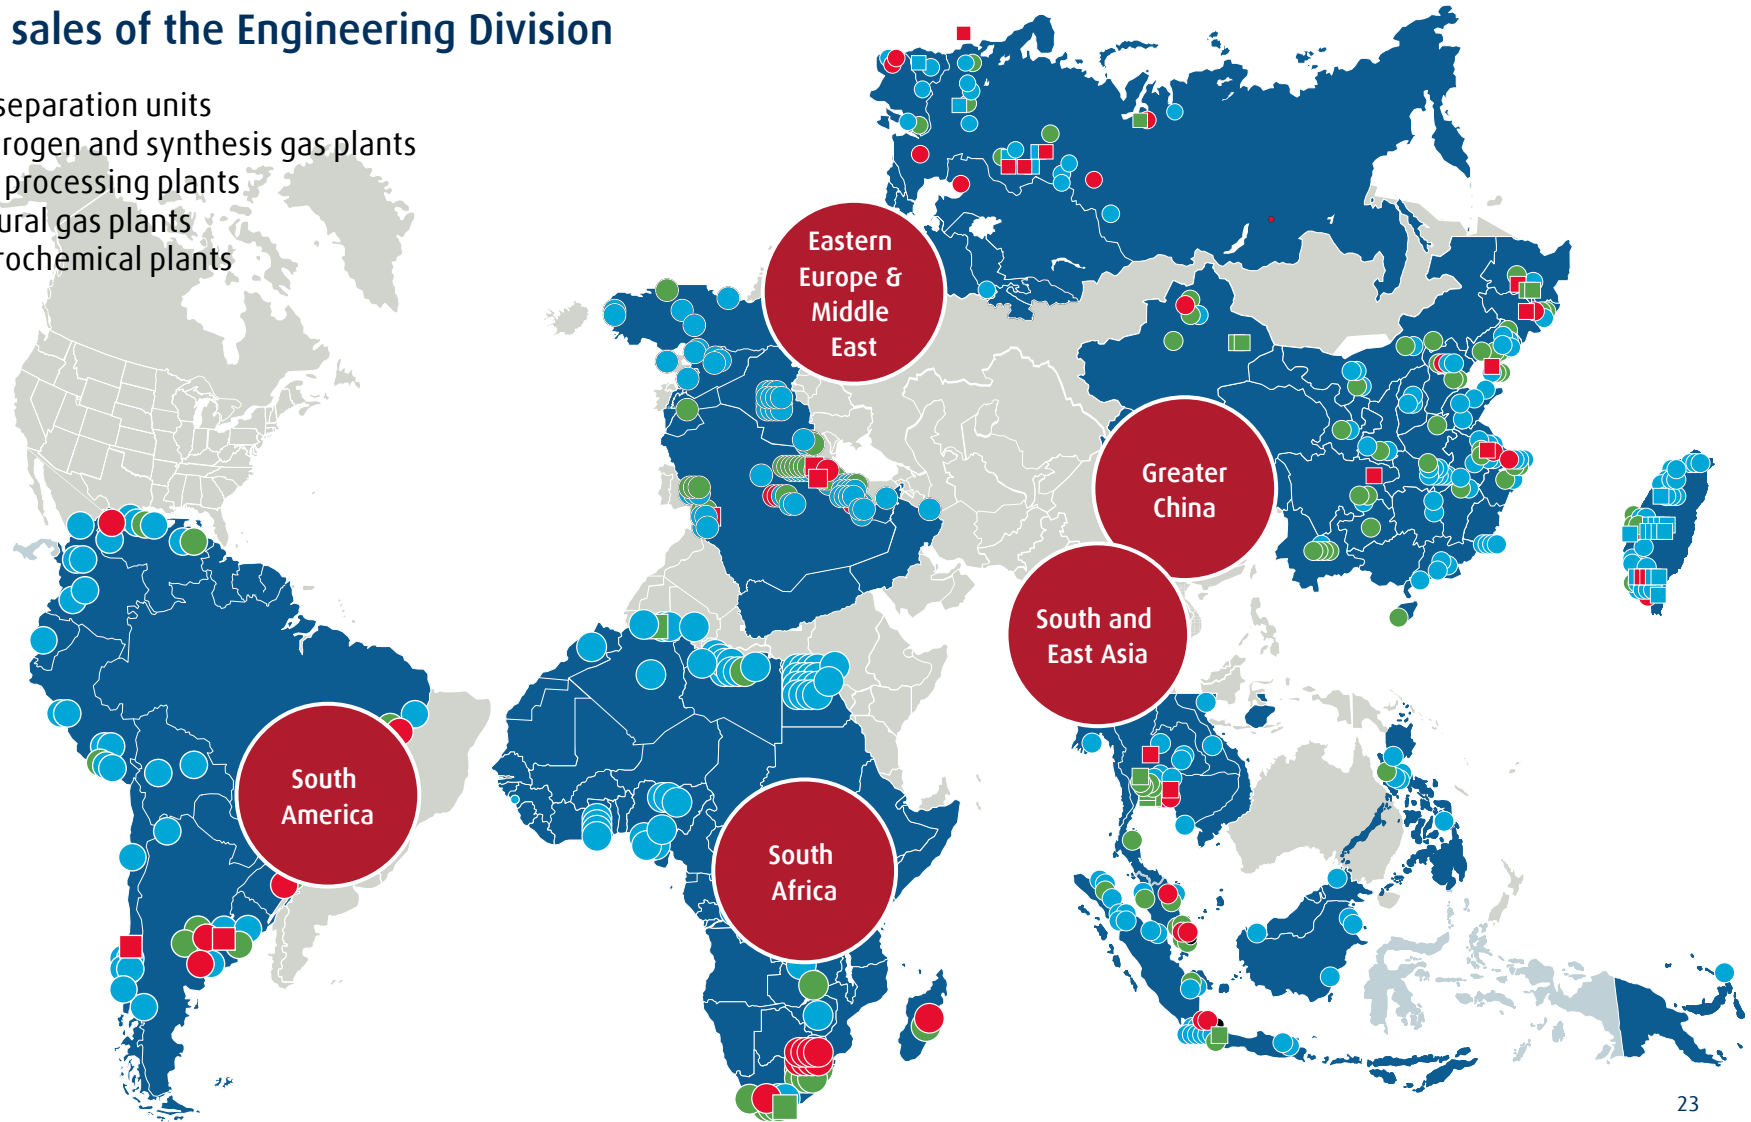 sales of the Engineering Division
separation units
rogen and synthesis gas plants
processing plants
ural gas plants
rochemical plants
Eastern
Europe &
Middle
East
Greater
China
South and
East Asia
South
America
South
Africa
23